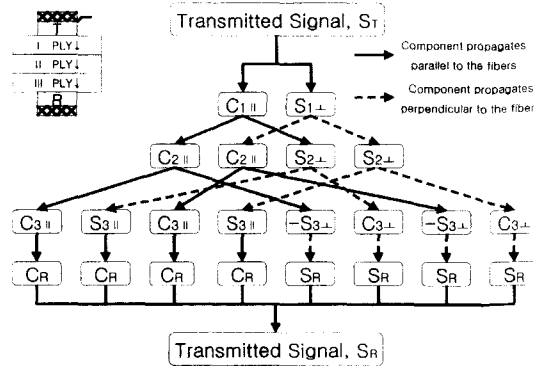 Transmitted Signal, ST
T
I PLY↓
II PLY↓
III PLY↓
R
Component propagates
parallel to the fibers
Component propagates
perpendicular to the fiber
C1∥ S1⊥
C2∥ C2∥ S2⊥ S2⊥
C3∥ S3∥ C3∥ S3∥ -S3⊥ C3⊥ -S3⊥ C3⊥
CR CR CR CR SR SR SR SR
Transmitted Signal, SR